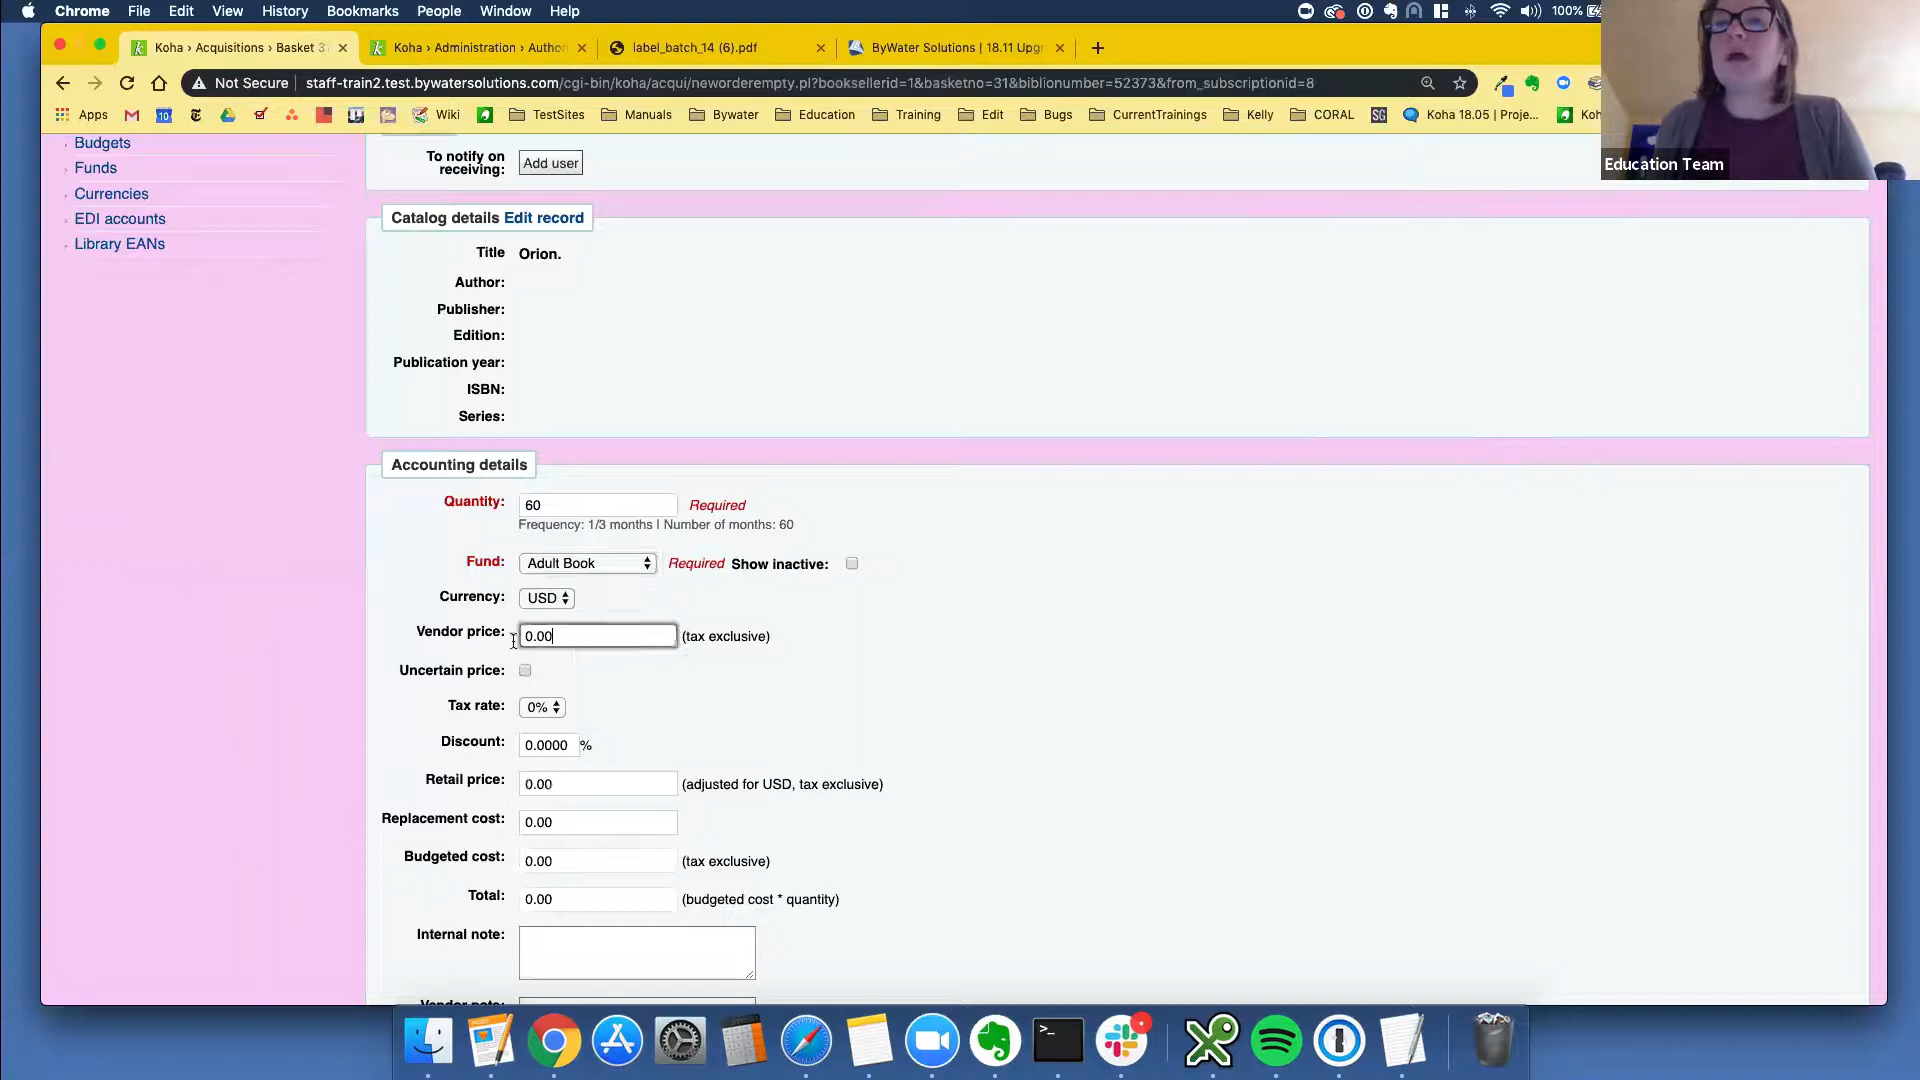 Chrome File Edit View History Bookmarks People Window Help 100%
Koha › Acquisitions › Basket 3
Koha › Administration › Author
label_batch_14 (6).pdf
ByWater Solutions | 18.11 Upg
Not Secure staff-train2.test.bywatersolutions.com/cgi-bin/koha/acqui/neworderempty.pl?booksellerid=1&basketno=31&biblionumber=52373&from_subscriptionid=8
Apps Wiki TestSites Manuals Bywater Education Training Edit Bugs CurrentTrainings Kelly CORAL SG Koha 18.05 | Proje... Koh
Education Team
Budgets
Funds
Currencies
EDI accounts
Library EANs
To notify on receiving: Add user
Catalog details Edit record
Title Orion.
Author:
Publisher:
Edition:
Publication year:
ISBN:
Series:
Accounting details
Quantity: 60 Required
Frequency: 1/3 months | Number of months: 60
Fund: Adult Book Required Show inactive:
Currency: USD
Vendor price: 0.00 (tax exclusive)
Uncertain price:
Tax rate: 0%
Discount: 0.0000 %
Retail price: 0.00 (adjusted for USD, tax exclusive)
Replacement cost: 0.00
Budgeted cost: 0.00 (tax exclusive)
Total: 0.00 (budgeted cost * quantity)
Internal note:
Vendor note: